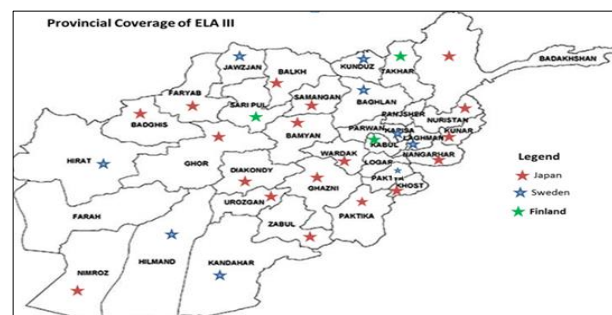 Provincial Coverage of ELA III
JAWZJAN
BALKH
KUNDUZ
TAKHAR
BADAKHSHAN
FARYAB
SARI PUL
SAMANGAN
BAGHLAN
BADGHIS
BAMYAN
PANJSHER
NURISTAN
PARWAN
KAPISA
LAGHMAN
KUNAR
KABUL
HIRAT
GHOR
WARDAK
LOGAR
NANGARHAR
DIAKONDY
GHAZNI
PAKTYA
KHOST
UROZGAN
FARAH
ZABUL
PAKTIKA
HILMAND
KANDAHAR
NIMROZ
Legend
Japan
Sweden
Finland